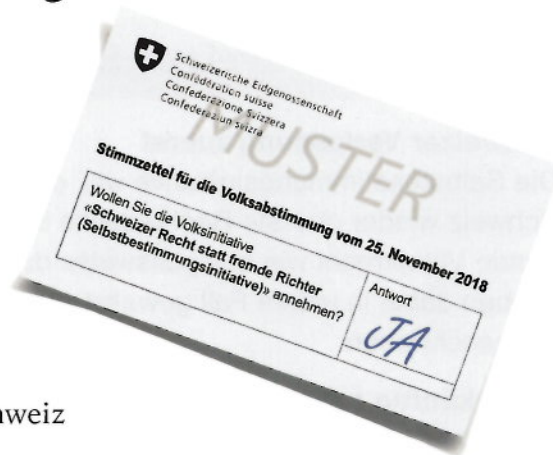 Schweizerische Eidgenossenschaft
Confédération suisse
Confederazione Svizzera
Confederaziun svizra
MUSTER
Stimmzettel für die Volksabstimmung vom 25. November 2018
Wollen Sie die Volksinitiative
«Schweizer Recht statt fremde Richter
(Selbstbestimmungsinitiative)» annehmen?
Antwort
JA